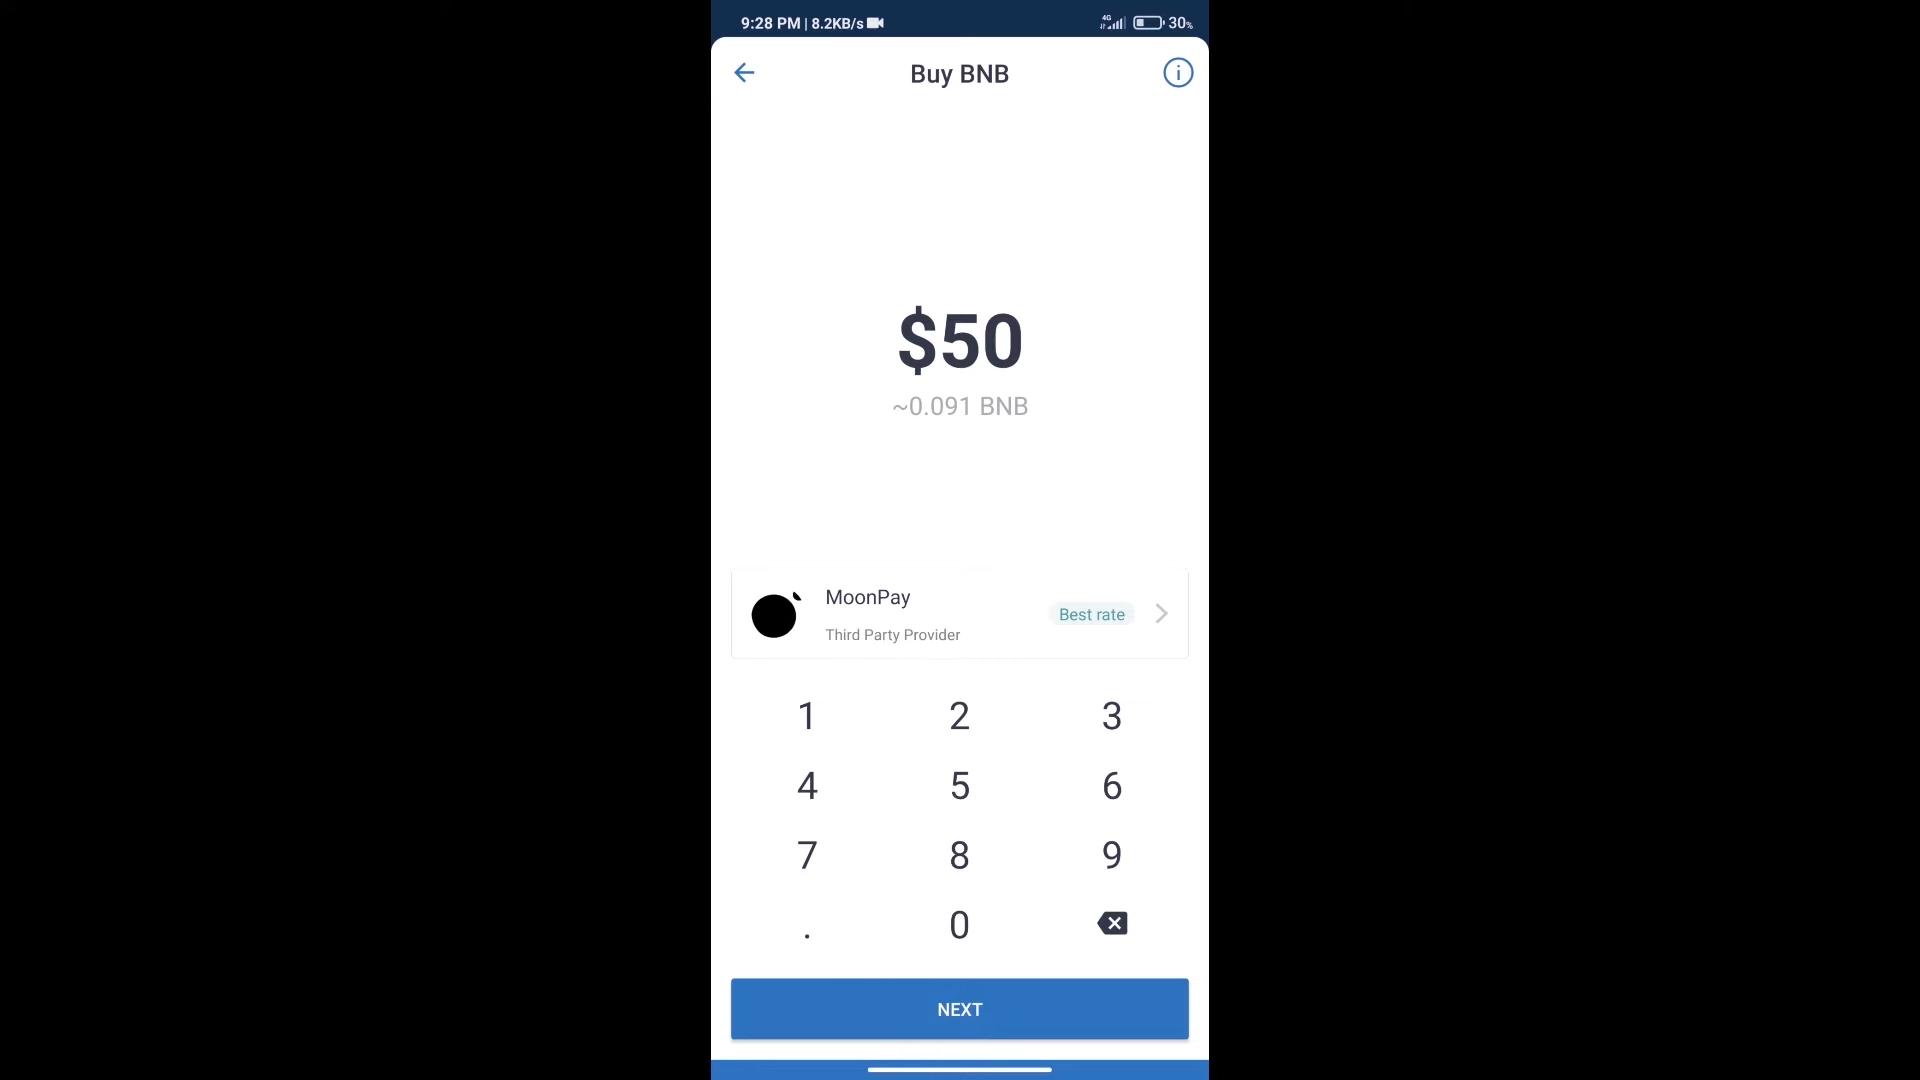 9:28 PM | 8.2KB/s 4G 30%
Buy BNB
$50
~0.091 BNB
MoonPay
Best rate
Third Party Provider
1 2 3
4 5 6
7 8 9
. 0
NEXT